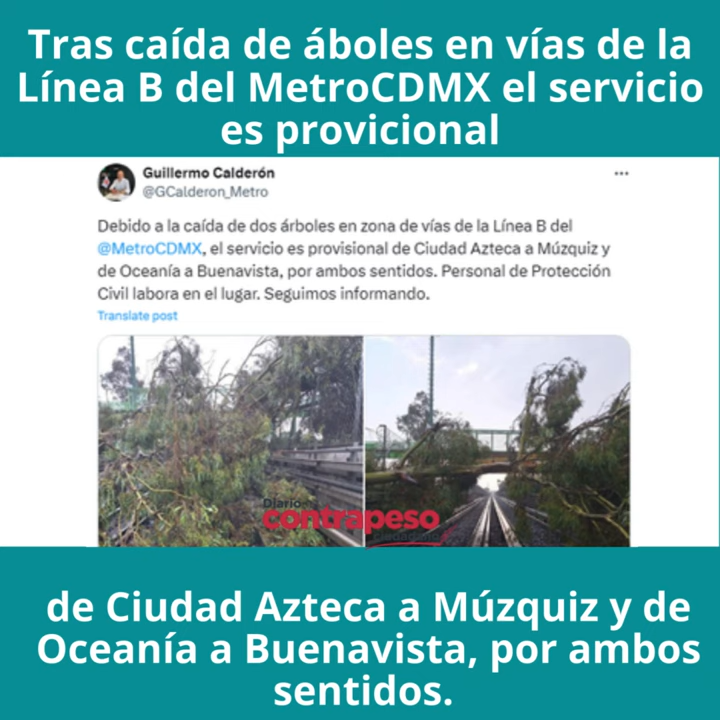 Tras caída de áboles en vías de la
Línea B del MetroCDMX el servicio
es provicional
Guillermo Calderón
@GCalderon_Metro
Debido a la caída de dos árboles en zona de vías de la Línea B del
@MetroCDMX, el servicio es provisional de Ciudad Azteca a Múzquiz y
de Oceanía a Buenavista, por ambos sentidos. Personal de Protección
Civil labora en el lugar. Seguimos informando.
Translate post
Diario
contrapeso
ciudadano
de Ciudad Azteca a Múzquiz y de
Oceanía a Buenavista, por ambos
sentidos.